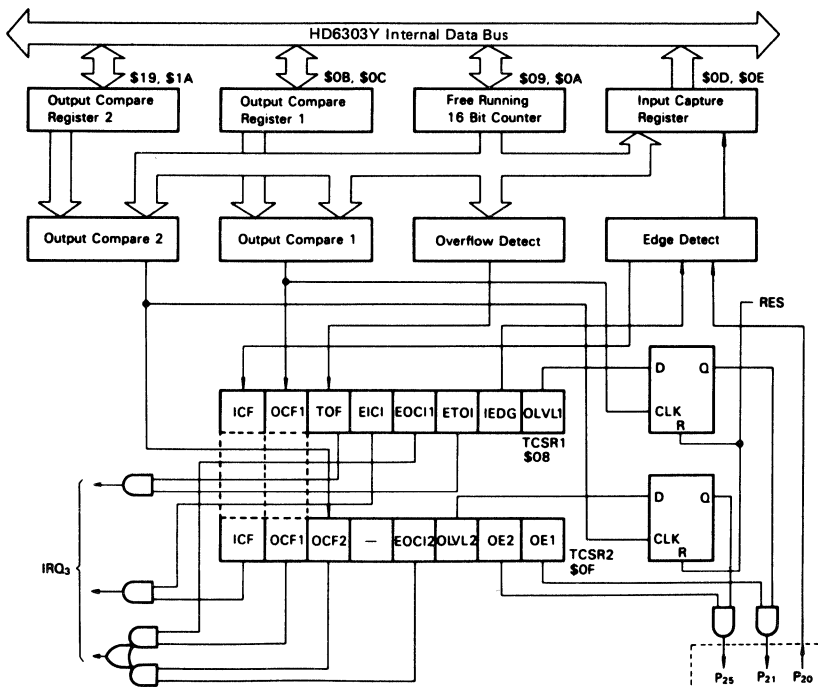 HD6303Y Internal Data Bus
$19, $1A
$0B, $0C
$09, $0A
$0D, $0E
Output Compare
Register 2
Output Compare
Register 1
Free Running
16 Bit Counter
Input Capture
Register
Output Compare 2
Output Compare 1
Overflow Detect
Edge Detect
RES
D
Q
CLK
R
ICF
OCF1
TOF
EICI
EOCI1
ETOI
IEDG
OLVL1
TCSR1
$08
D
Q
CLK
R
ICF
OCF1
OCF2
—
EOCI2
OLVL2
OE2
OE1
TCSR2
$0F
IRQ₃
P₂₅
P₂₁
P₂₀